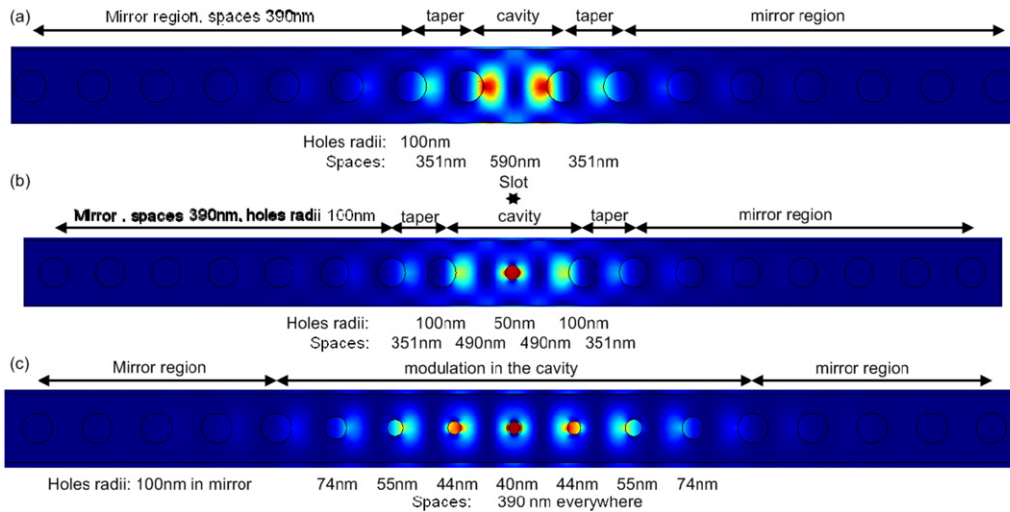 (a)
Mirror region, spaces 390nm taper cavity taper mirror region
Holes radii: 100nm
Spaces: 351nm 590nm 351nm
(b)
Slot
Mirror , spaces 390nm, holes radii 100nm taper cavity taper mirror region
Holes radii: 100nm 50nm 100nm
Spaces: 351nm 490nm 490nm 351nm
(c)
Mirror region modulation in the cavity mirror region
Holes radii: 100nm in mirror 74nm 55nm 44nm 40nm 44nm 55nm 74nm
Spaces: 390 nm everywhere